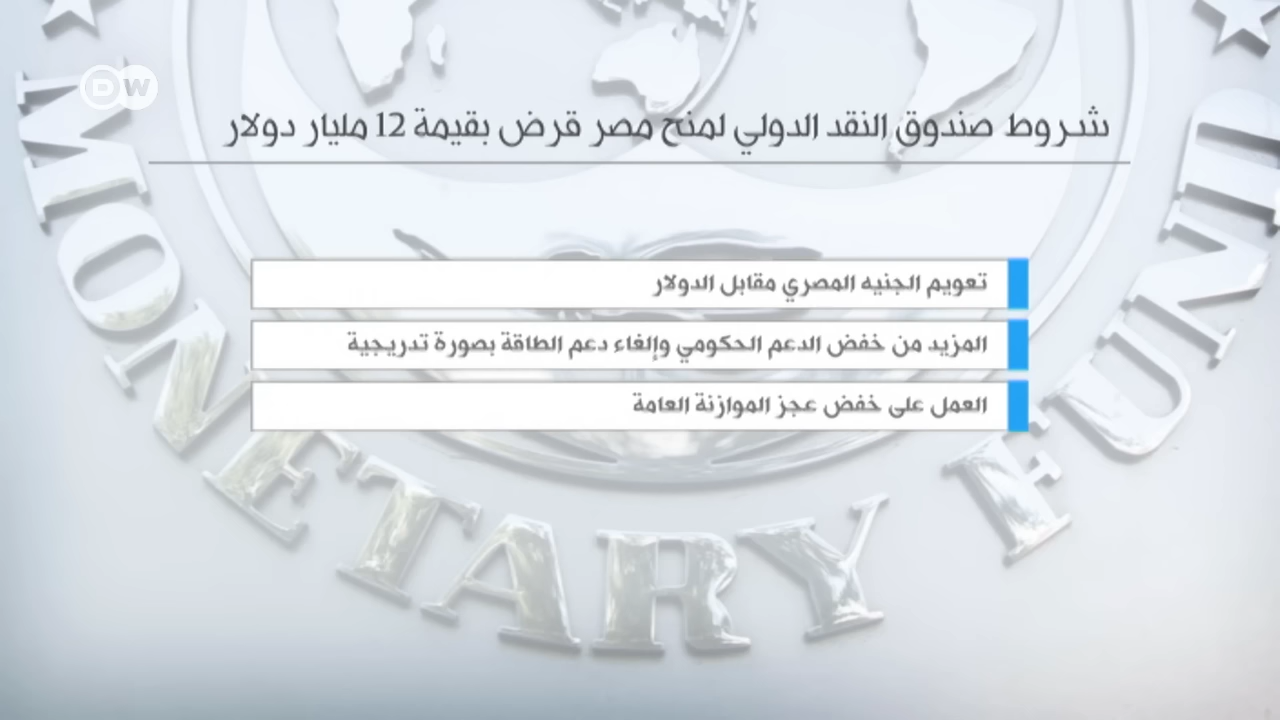 DW
شروط صندوق النقد الدولي لمنح مصر قرض بقيمة 12 مليار دولار
تعويم الجنيه المصري مقابل الدولار
المزيد من خفض الدعم الحكومي وإلغاء دعم الطاقة بصورة تدريجية
العمل على خفض عجز الموازنة العامة
MONETARY FUND